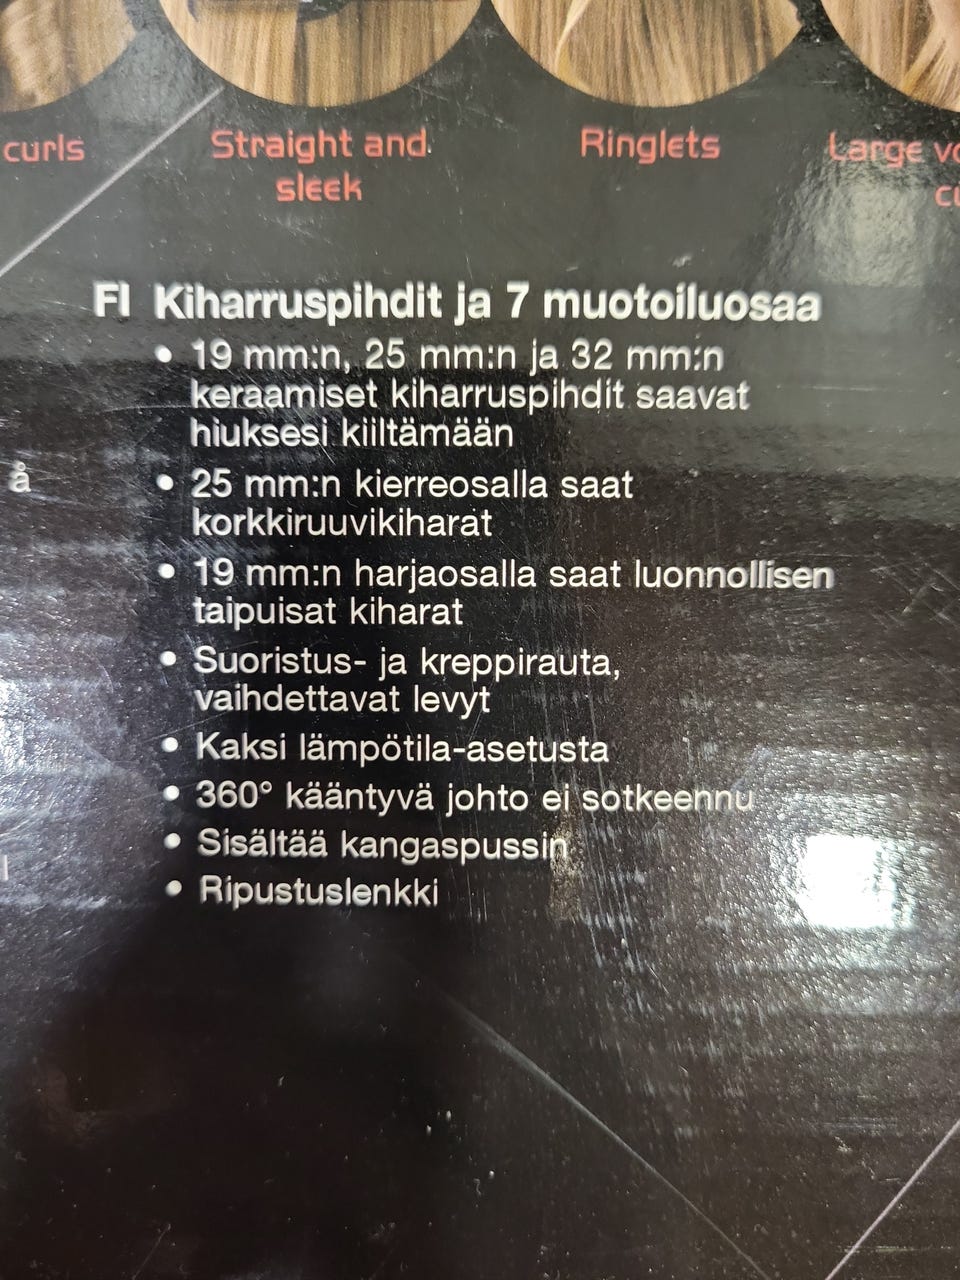 curls
Straight and
sleek
Ringlets
Large
FI Kiharruspihdit ja 7 muotoiluosaa
• 19 mm:n, 25 mm:n ja 32 mm:n
keraamiset kiharruspihdit saavat
hiuksesi kiiltämään
• 25 mm:n kierreosalla saat
korkkiruuvikiharat
• 19 mm:n harjaosalla saat luonnollisen
taipuisat kiharat
• Suoristus- ja kreppirauta,
vaihdettavat levyt
• Kaksi lämpötila-asetusta
• 360° kääntyvä johto ei sotkeennu
• Sisältää kangaspussin
• Ripustuslenkki
å